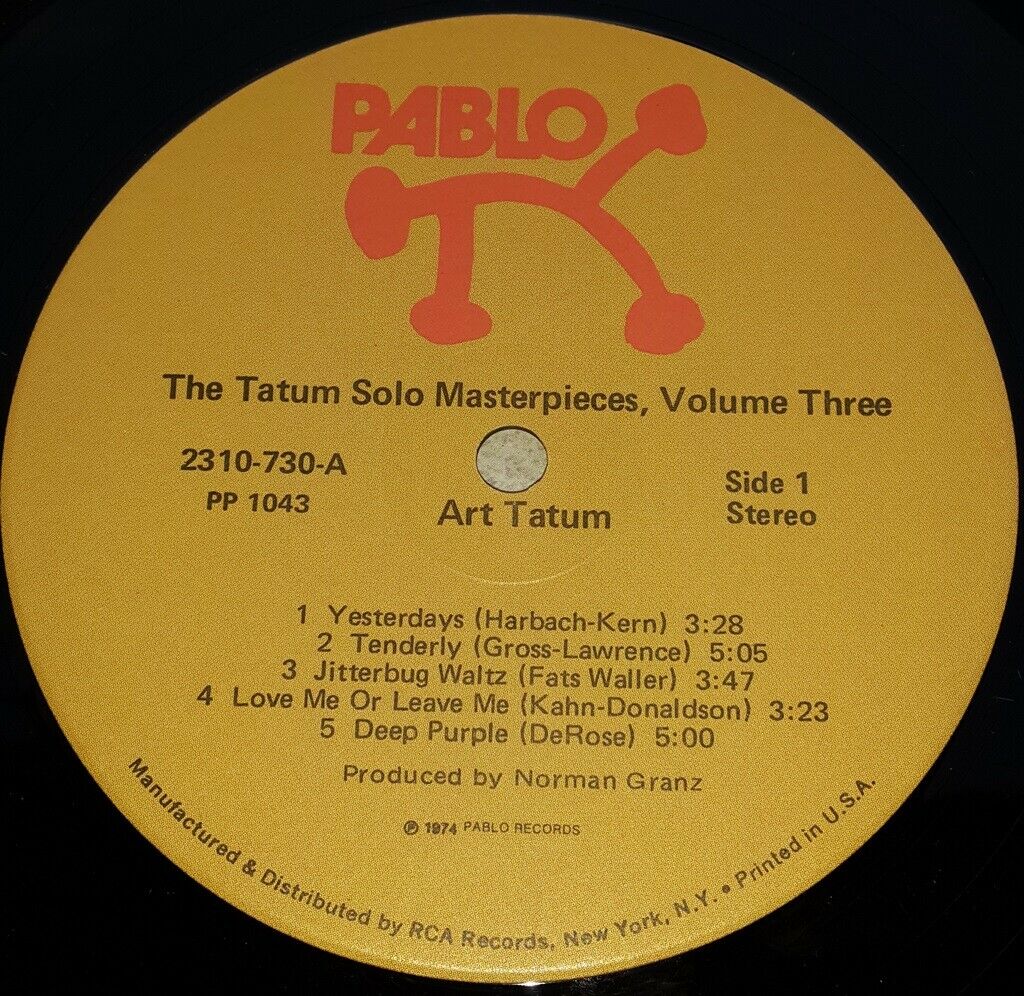 PABLO
The Tatum Solo Masterpieces, Volume Three
2310-730-A
PP 1043
Art Tatum
Side 1
Stereo
1 Yesterdays (Harbach-Kern) 3:28
2 Tenderly (Gross-Lawrence) 5:05
3 Jitterbug Waltz (Fats Waller) 3:47
4 Love Me Or Leave Me (Kahn-Donaldson) 3:23
5 Deep Purple (DeRose) 5:00
Produced by Norman Granz
℗ 1974 PABLO RECORDS
Manufactured & Distributed by RCA Records, New York, N.Y. • Printed in U.S.A.